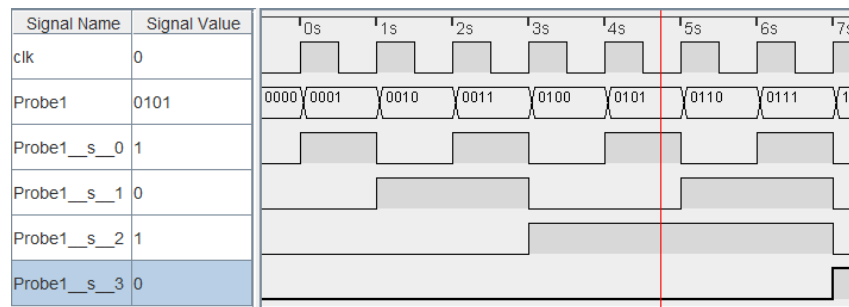 Signal Name Signal Value 0s 1s 2s 3s 4s 5s 6s 7s
clk 0
Probe1 0101 0000 0001 0010 0011 0100 0101 0110 0111 1
Probe1__s__0 1
Probe1__s__1 0
Probe1__s__2 1
Probe1__s__3 0